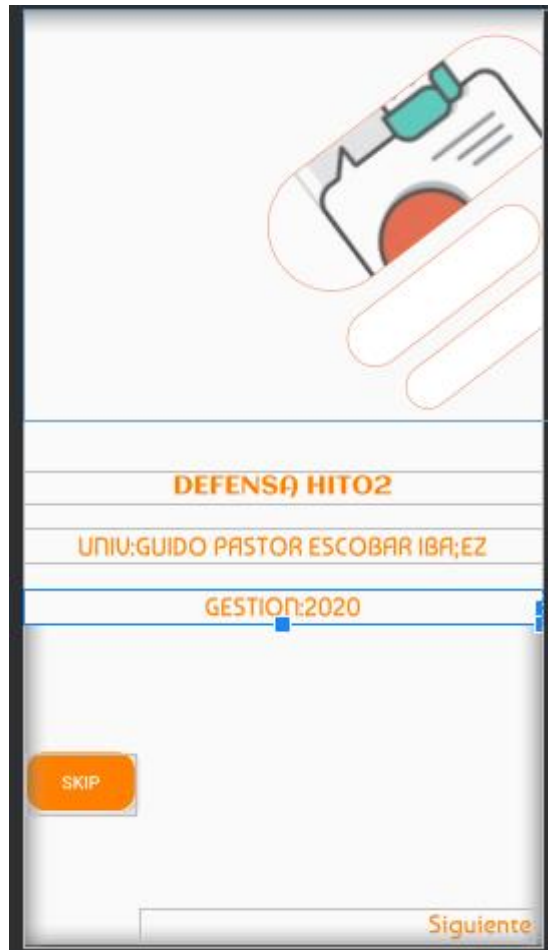 DEFENSA HITO2
UNIV:GUIDO PASTOR ESCOBAR IBA;EZ
GESTION:2020
SKIP
Siguiente